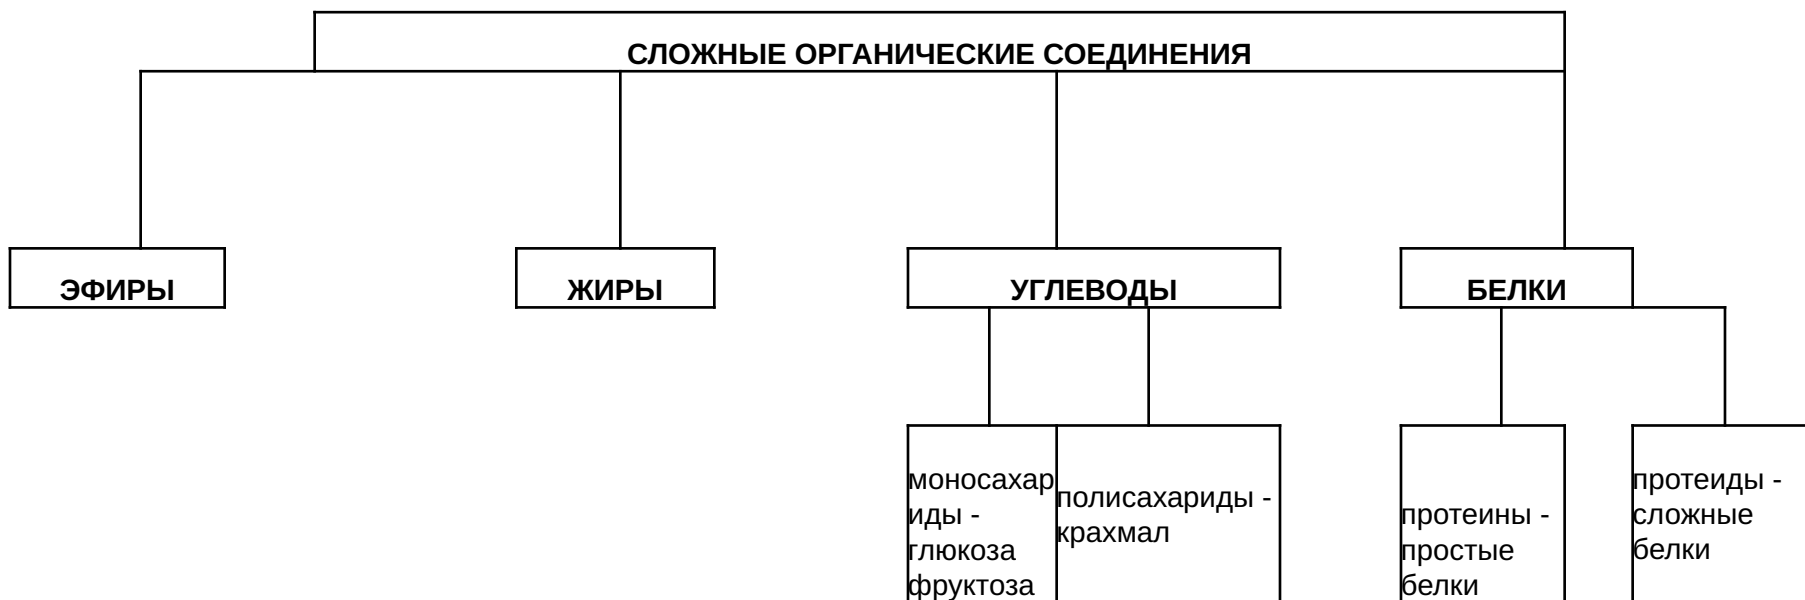 СЛОЖНЫЕ ОРГАНИЧЕСКИЕ СОЕДИНЕНИЯ
ЭФИРЫ
ЖИРЫ
УГЛЕВОДЫ
БЕЛКИ
моносахар
иды -
глюкоза
фруктоза
полисахариды -
крахмал
протеины -
простые
белки
протеиды -
сложные
белки